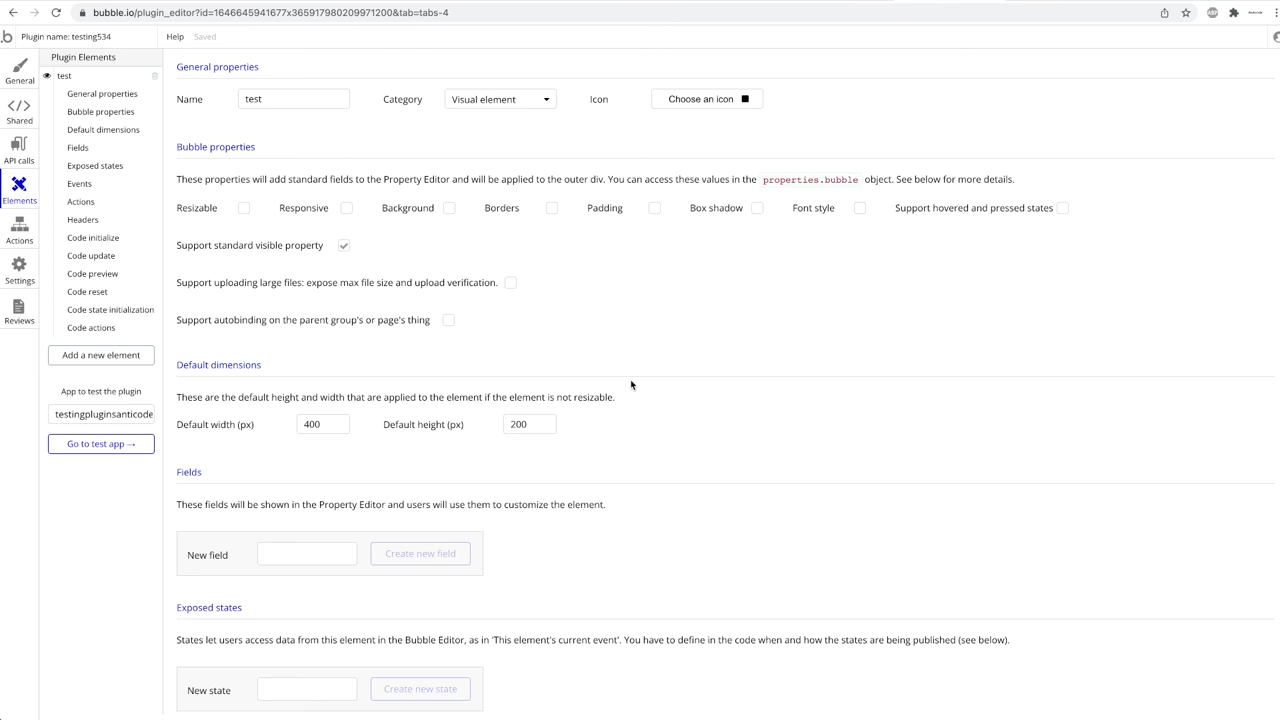 bubble.io/plugin_editor?id=1646645941677x365917980209971200&tab=tabs-4
Plugin name: testing534
Help
Saved
General
Shared
API calls
Elements
Actions
Settings
Reviews
Plugin Elements
test
General properties
Bubble properties
Default dimensions
Fields
Exposed states
Events
Actions
Headers
Code initialize
Code update
Code preview
Code reset
Code state initialization
Code actions
Add a new element
App to test the plugin
testingpluginsanticode
Go to test app →
General properties
Name test Category Visual element Icon Choose an icon
Bubble properties
These properties will add standard fields to the Property Editor and will be applied to the outer div. You can access these values in the properties.bubble object. See below for more details.
Resizable Responsive Background Borders Padding Box shadow Font style Support hovered and pressed states
Support standard visible property
Support uploading large files: expose max file size and upload verification.
Support autobinding on the parent group's or page's thing
Default dimensions
These are the default height and width that are applied to the element if the element is not resizable.
Default width (px) 400 Default height (px) 200
Fields
These fields will be shown in the Property Editor and users will use them to customize the element.
New field Create new field
Exposed states
States let users access data from this element in the Bubble Editor, as in 'This element's current event'. You have to define in the code when and how the states are being published (see below).
New state Create new state